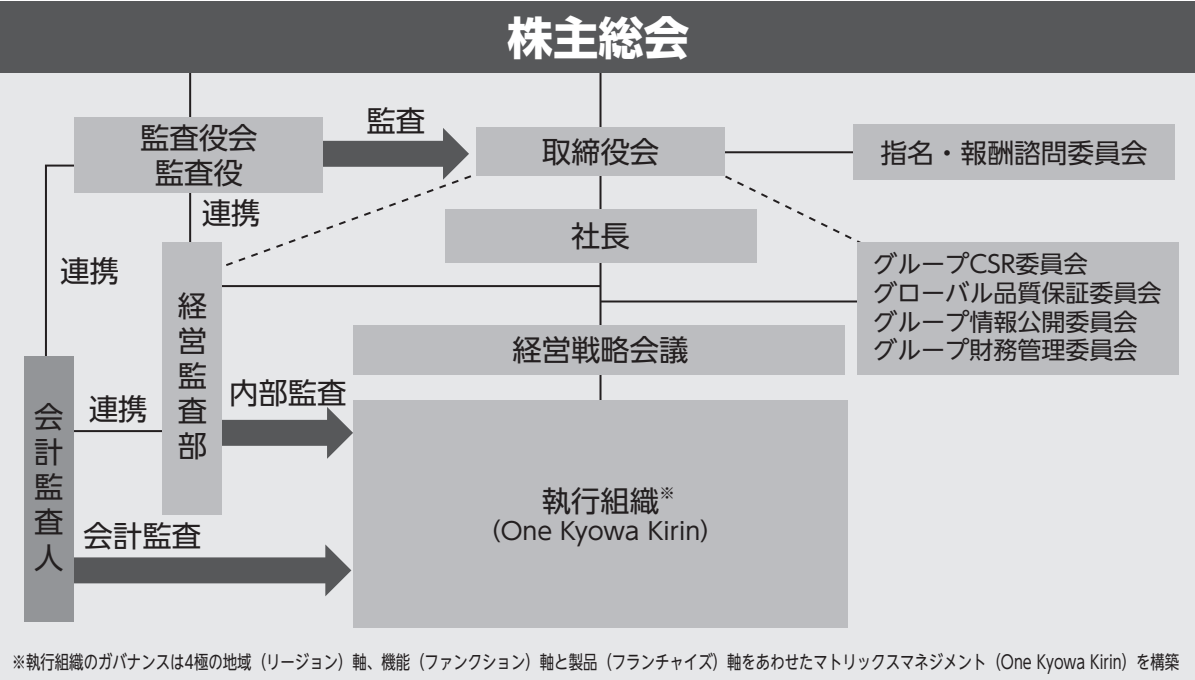 株主総会
監査役会
監査役
監査
取締役会
指名・報酬諮問委員会
連携
社長
連携
グループCSR委員会
グローバル品質保証委員会
グループ情報公開委員会
グループ財務管理委員会
経営監査部
経営戦略会議
内部監査
連携
会計監査人
執行組織※
(One Kyowa Kirin)
会計監査
※執行組織のガバナンスは4極の地域（リージョン）軸、機能（ファンクション）軸と製品（フランチャイズ）軸をあわせたマトリックスマネジメント（One Kyowa Kirin）を構築